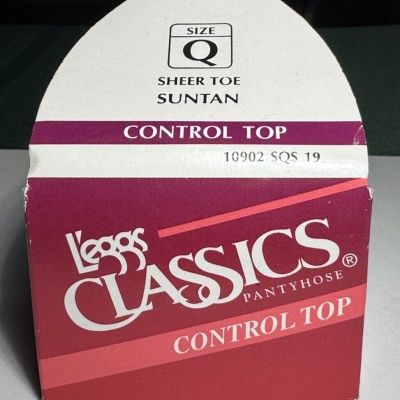 SIZE
Q
SHEER TOE
SUNTAN
CONTROL TOP
10902 SQS 19
L'eggs
CLASSICS®
PANTYHOSE
CONTROL TOP